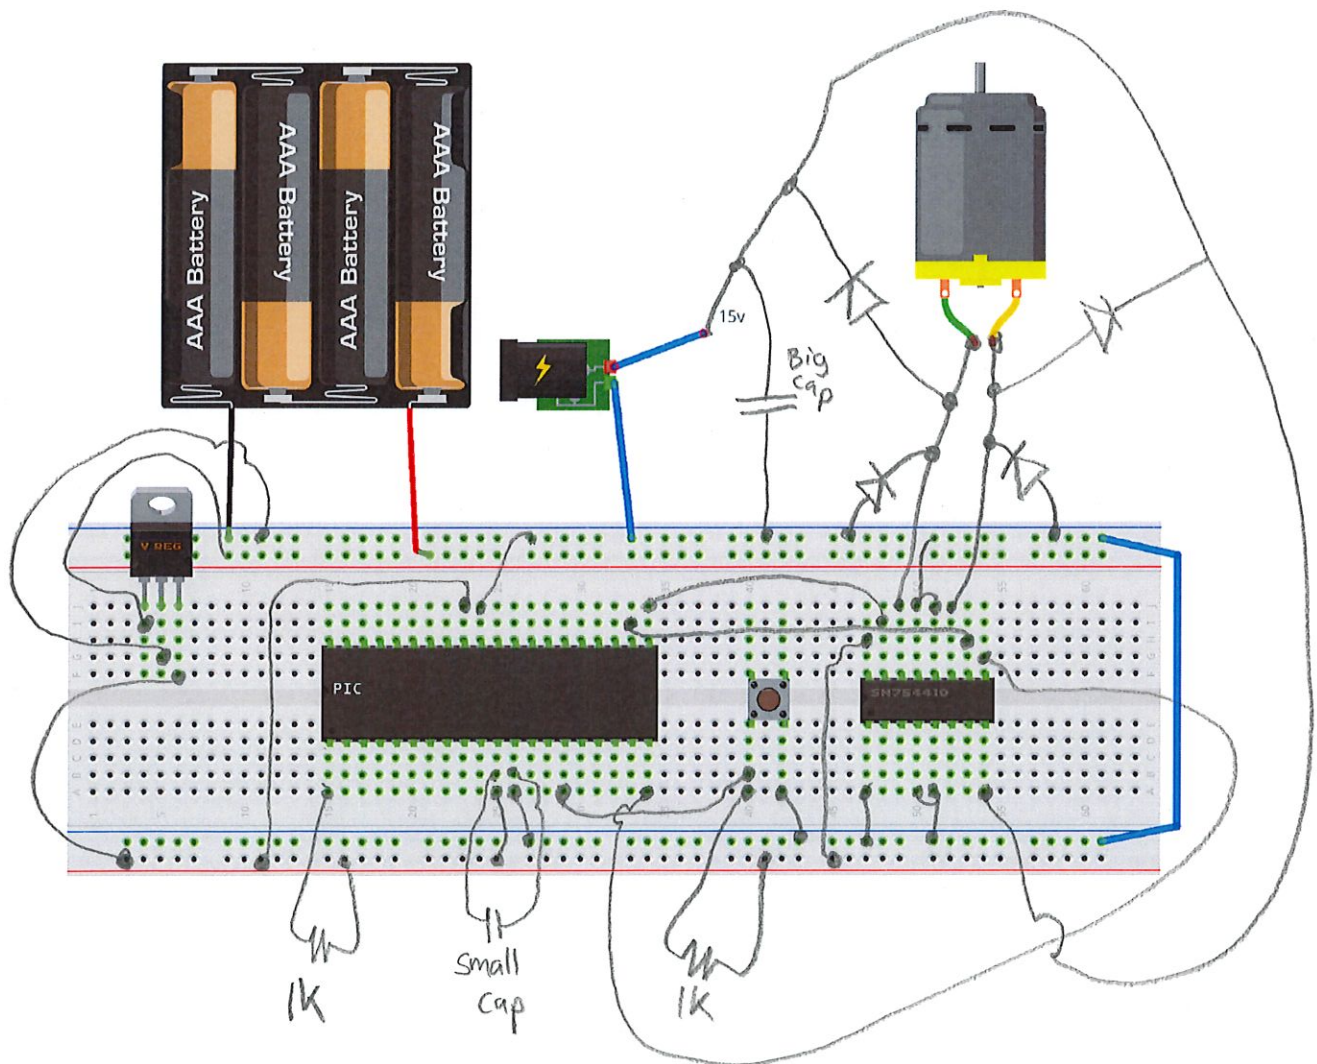 AAA Battery
AAA Battery
AAA Battery
AAA Battery
15v
Big
Cap
V REG
PIC
SN754410
1K
Small
Cap
1K